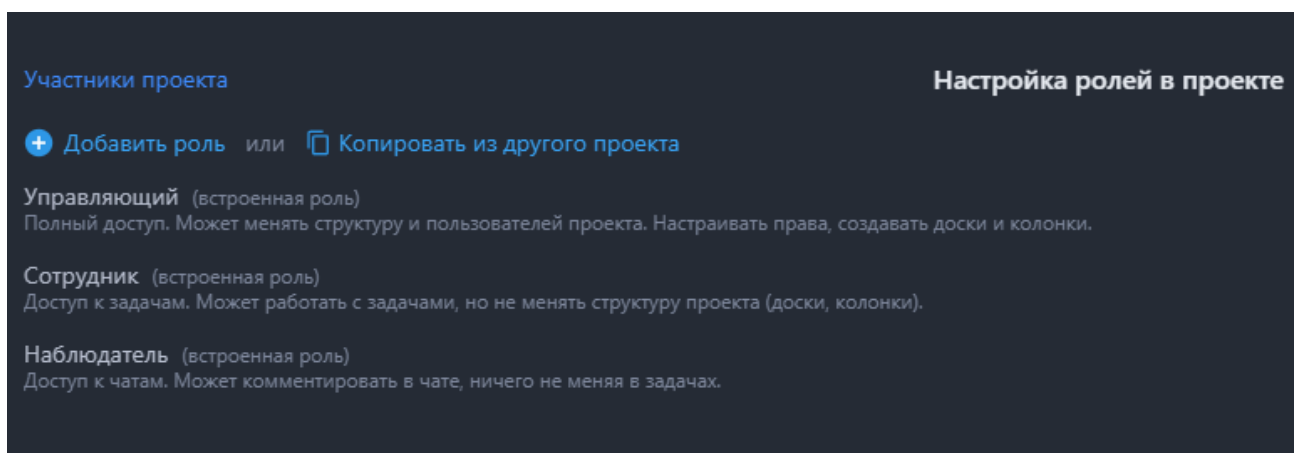 Участники проекта
Настройка ролей в проекте
Добавить роль или Копировать из другого проекта
Управляющий (встроенная роль)
Полный доступ. Может менять структуру и пользователей проекта. Настраивать права, создавать доски и колонки.
Сотрудник (встроенная роль)
Доступ к задачам. Может работать с задачами, но не менять структуру проекта (доски, колонки).
Наблюдатель (встроенная роль)
Доступ к чатам. Может комментировать в чате, ничего не меняя в задачах.